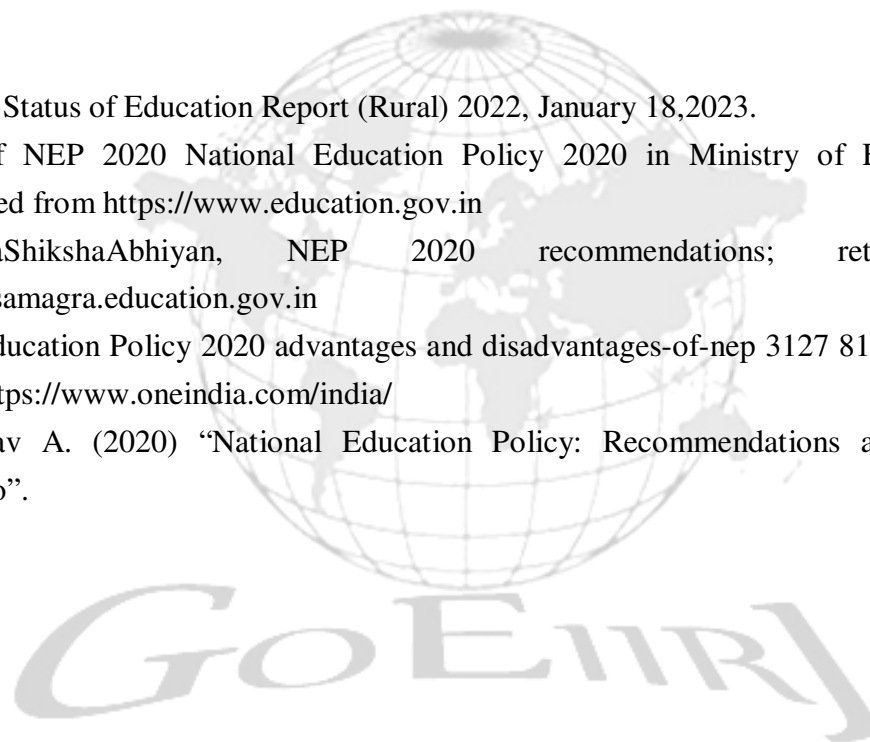 Status of Education Report (Rural) 2022, January 18,2023.
f NEP 2020 National Education Policy 2020 in Ministry of E
ed from https://www.education.gov.in
aShikshaAbhiyan, NEP 2020 recommendations; ret
samagra.education.gov.in
ducation Policy 2020 advantages and disadvantages-of-nep 3127 81
tps://www.oneindia.com/india/
av A. (2020) “National Education Policy: Recommendations a
o”.
GOEIIRJ